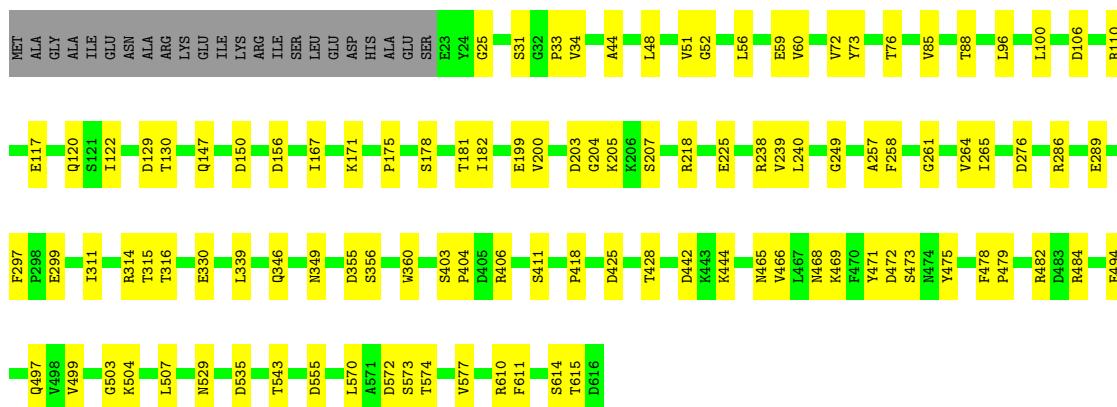 MET ALA GLY ALA ILE GLU ASN ALA ARG LYS GLU ILE LYS ARG ILE SER LEU GLU ASP HIS ALA GLU SER E23 Y24 G25 S31 G32 P33 V34 A44 L48 V51 G52 L56 E59 V60 V72 Y73 T76 V85 T88 L96 L100 D106 R110
E117 Q120 S121 I122 D129 T130 Q147 D150 D156 I167 K171 P175 S178 T181 I182 E199 V200 D203 G204 K205 K206 S207 R218 E225 R238 V239 L240 G249 A257 F258 G261 V264 I265 D276 R286 E289
F297 P298 E299 I311 R314 T315 T316 E330 L339 Q346 N349 D355 S356 W360 S403 P404 D405 R406 S411 P418 D425 T428 D442 K443 K444 N465 V466 L467 N468 K469 F470 Y471 D472 S473 N474 Y475 F478 P479 R482 D483 R484
Q497 V498 V499 G503 K504 L507 N529 D535 T543 D555 L570 A571 D572 S573 T574 V577 R610 F611 S614 T615 D616